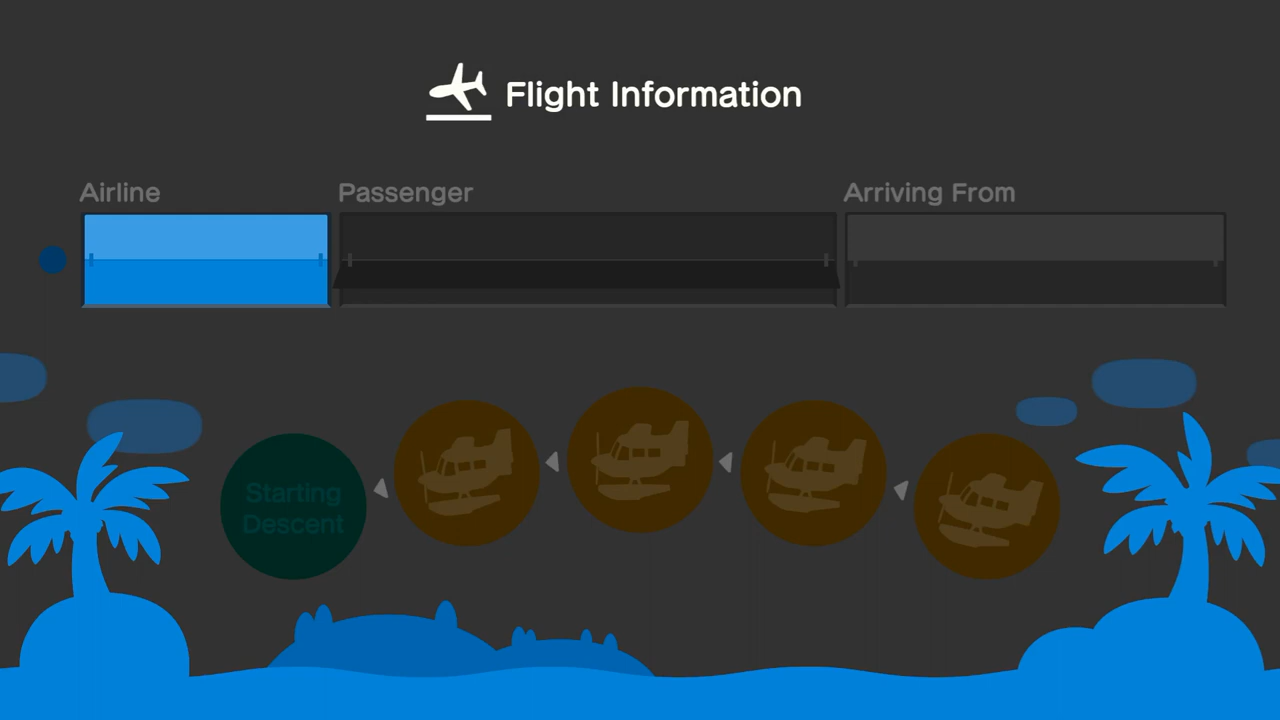 Flight Information
Airline
Passenger
Arriving From
Starting
Descent